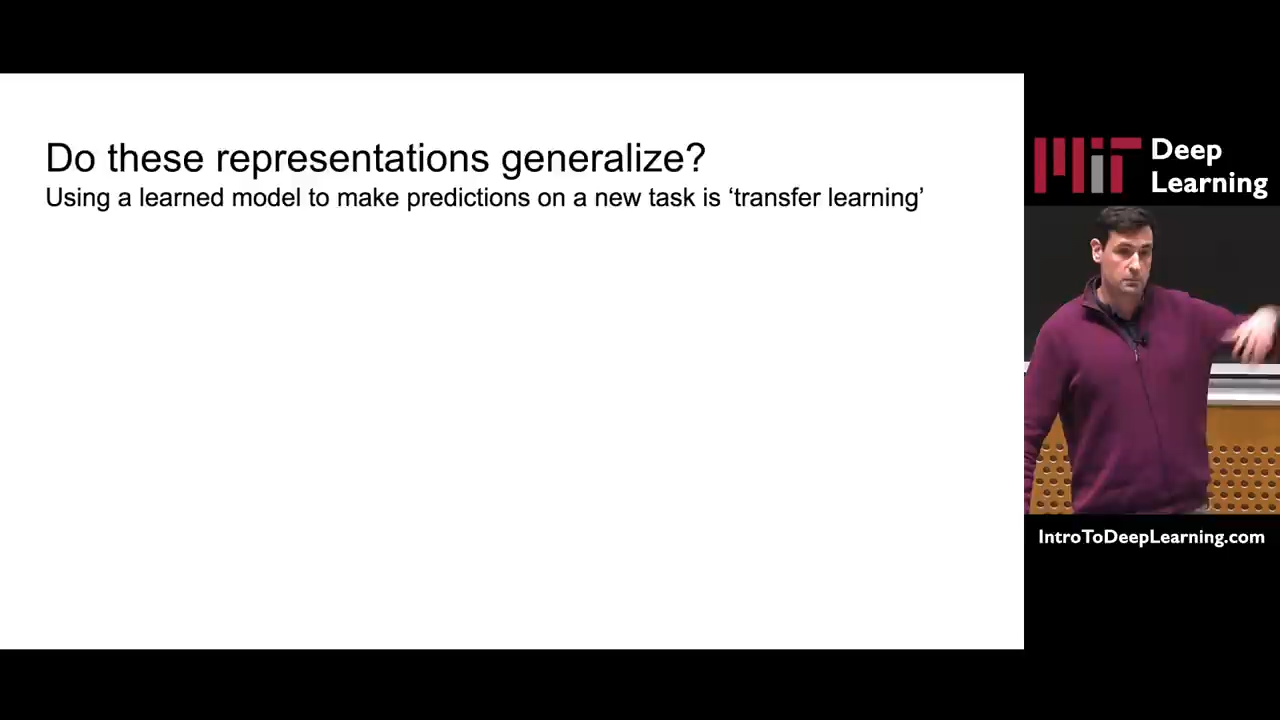 Do these representations generalize?
Using a learned model to make predictions on a new task is ‘transfer learning’
MIT
Deep
Learning
IntroToDeepLearning.com